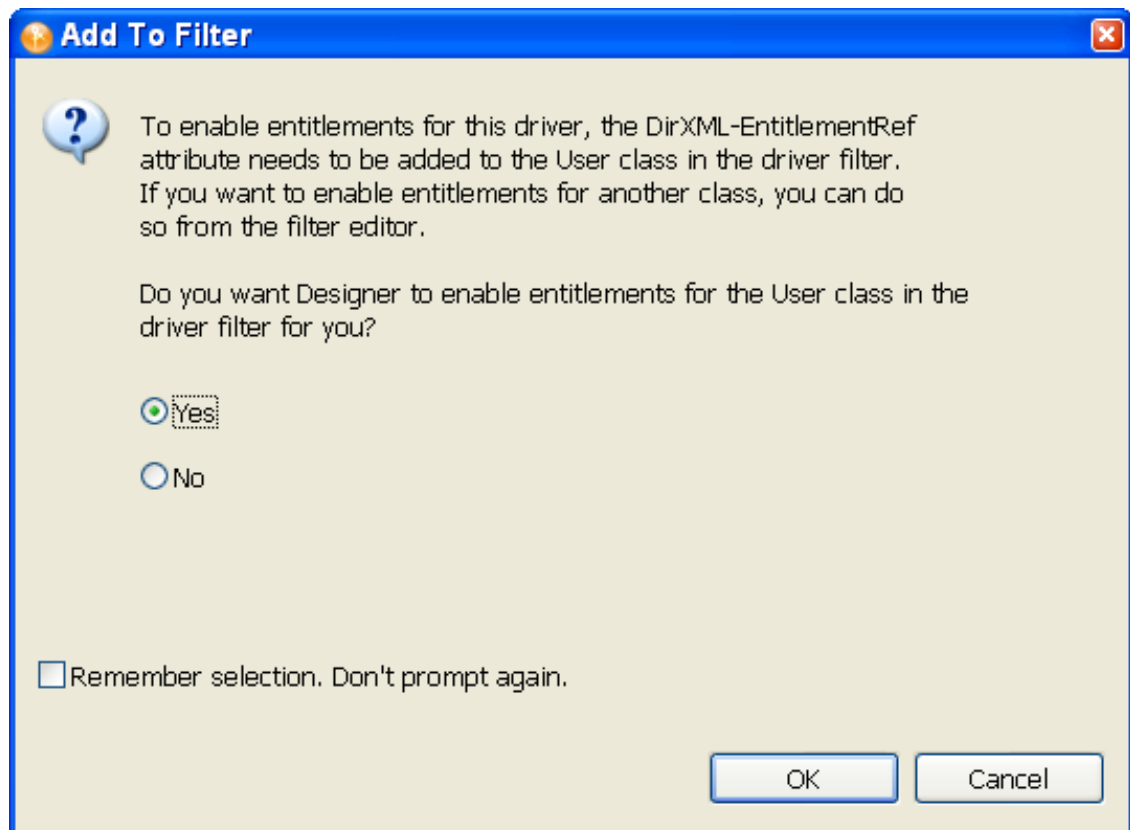 Add To Filter
To enable entitlements for this driver, the DirXML-EntitlementRef
attribute needs to be added to the User class in the driver filter.
If you want to enable entitlements for another class, you can do
so from the filter editor.
Do you want Designer to enable entitlements for the User class in the
driver filter for you?
Yes
No
Remember selection. Don't prompt again.
OK
Cancel